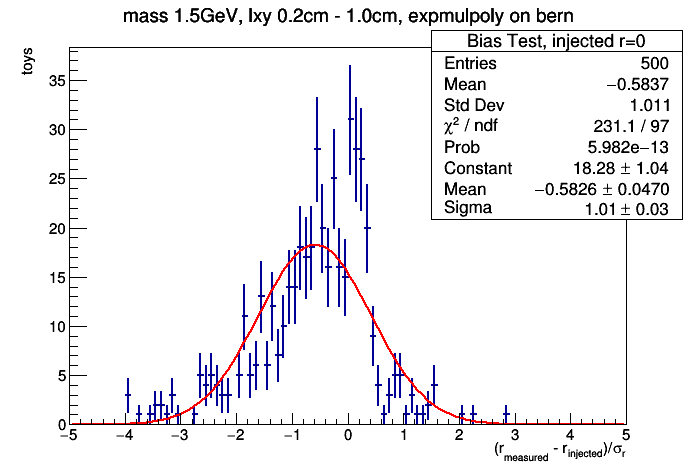 mass 1.5GeV, lxy 0.2cm - 1.0cm, expmulpoly on bern
Bias Test, injected r=0
Entries 500
Mean −0.5837
Std Dev 1.011
χ² / ndf 231.1 / 97
Prob 5.982e−13
Constant 18.28 ± 1.04
Mean −0.5826 ± 0.0470
Sigma 1.01 ± 0.03
toys
35
30
25
20
15
10
5
0
−5 −4 −3 −2 −1 0 1 2 3 4 5
(r_measured - r_injected)/σ_r